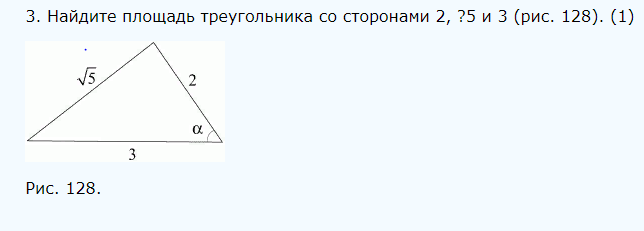 3. Найдите площадь треугольника со сторонами 2, ?5 и 3 (рис. 128). (1)
√5
2
α
3
Рис. 128.